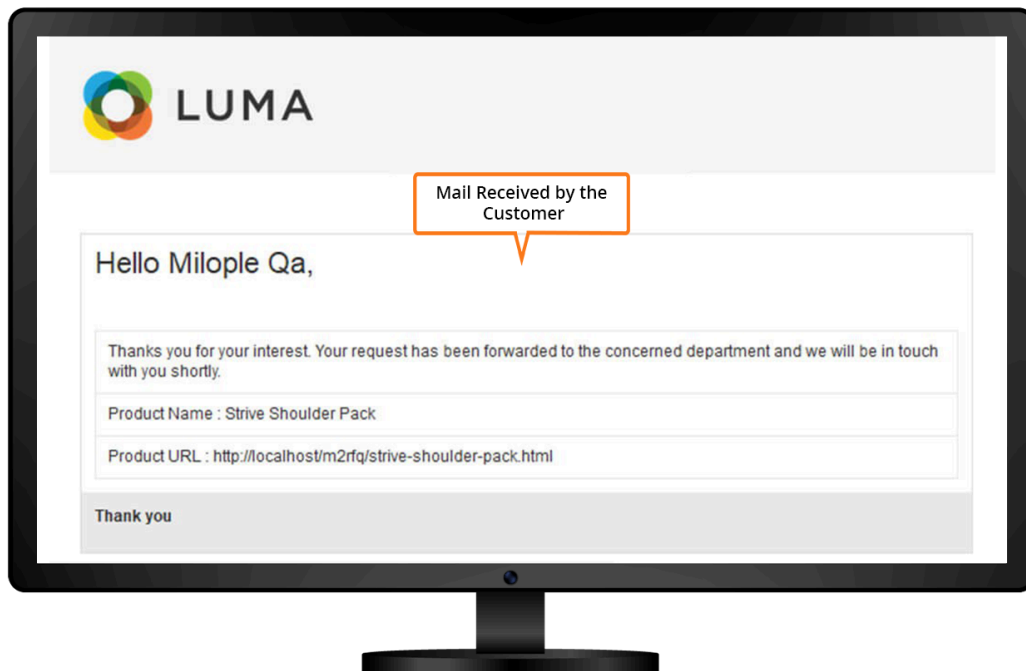 LUMA
Mail Received by the
Customer
Hello Milople Qa,
Thanks you for your interest. Your request has been forwarded to the concerned department and we will be in touch
with you shortly.
Product Name : Strive Shoulder Pack
Product URL : http://localhost/m2rfq/strive-shoulder-pack.html
Thank you